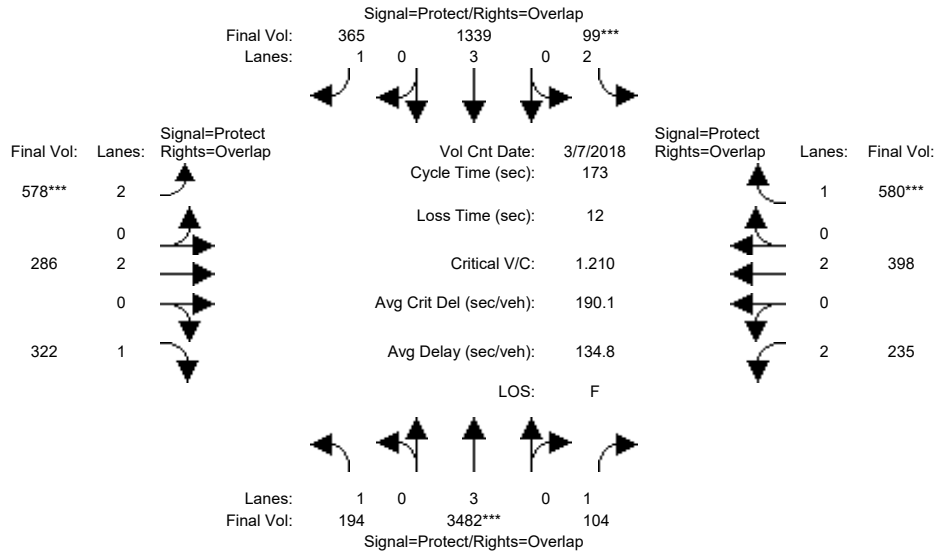 Signal=Protect/Rights=Overlap
Final Vol: 365 1339 99***
Lanes: 1 0 3 0 2
Signal=Protect
Final Vol: Lanes: Rights=Overlap
Vol Cnt Date: 3/7/2018
Signal=Protect
Rights=Overlap Lanes: Final Vol:
Cycle Time (sec): 173
578*** 2
1 580***
Loss Time (sec): 12
0
0
286 2
Critical V/C: 1.210
2 398
0
Avg Crit Del (sec/veh): 190.1
0
322 1
Avg Delay (sec/veh): 134.8
2 235
LOS: F
Lanes: 1 0 3 0 1
Final Vol: 194 3482*** 104
Signal=Protect/Rights=Overlap